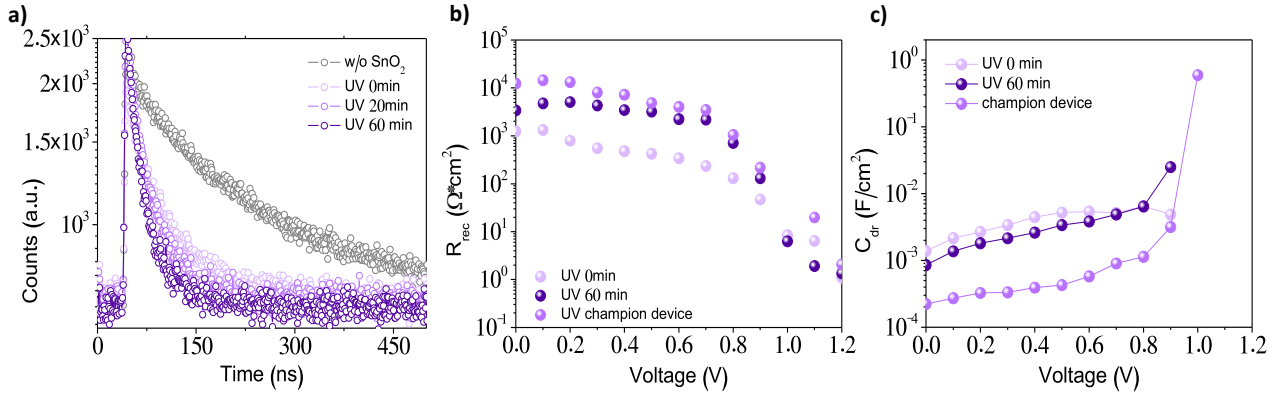 a)
2.5x10³
2x10³
1.5x10³
10³
Counts (a.u.)
0
150
300
450
Time (ns)
w/o SnO₂
UV 0min
UV 20min
UV 60 min
b)
10⁵
10⁴
10³
10²
10¹
10⁰
10⁻¹
R_rec (Ω*cm²)
0.0
0.2
0.4
0.6
0.8
1.0
1.2
Voltage (V)
UV 0min
UV 60 min
UV champion device
c)
10⁰
10⁻¹
10⁻²
10⁻³
10⁻⁴
C_dr (F/cm²)
0.0
0.2
0.4
0.6
0.8
1.0
1.2
Voltage (V)
UV 0 min
UV 60 min
champion device